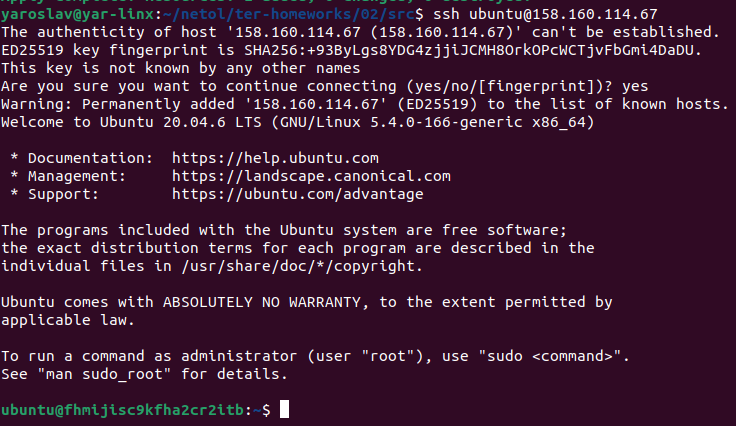 yaroslav@yar-linx:~/netol/ter-homeworks/02/src$ ssh ubuntu@158.160.114.67
The authenticity of host '158.160.114.67 (158.160.114.67)' can't be established.
ED25519 key fingerprint is SHA256:+93ByLgs8YDG4zjjiJCMH8OrkOPcWCTjvFbGmi4DaDU.
This key is not known by any other names
Are you sure you want to continue connecting (yes/no/[fingerprint])? yes
Warning: Permanently added '158.160.114.67' (ED25519) to the list of known hosts.
Welcome to Ubuntu 20.04.6 LTS (GNU/Linux 5.4.0-166-generic x86_64)
* Documentation:  https://help.ubuntu.com
* Management:     https://landscape.canonical.com
* Support:        https://ubuntu.com/advantage
The programs included with the Ubuntu system are free software;
the exact distribution terms for each program are described in the
individual files in /usr/share/doc/*/copyright.
Ubuntu comes with ABSOLUTELY NO WARRANTY, to the extent permitted by
applicable law.
To run a command as administrator (user "root"), use "sudo <command>".
See "man sudo_root" for details.
ubuntu@fhmijisc9kfha2cr2itb:~$